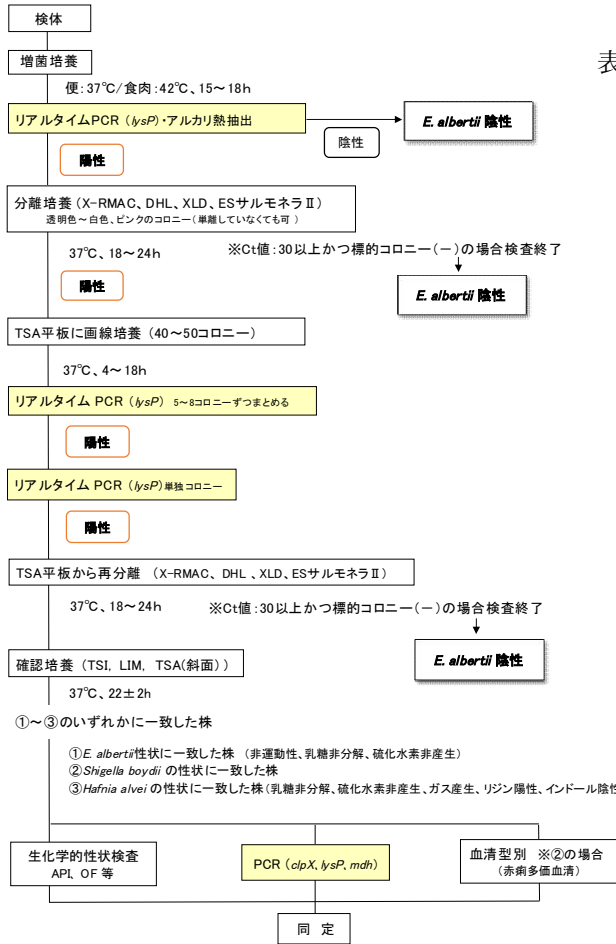 検体
表
増菌培養
便:37℃/食肉:42℃、15～18h
リアルタイムPCR (lysP)・アルカリ熱抽出
E. albertii 陰性
陰性
陽性
分離培養 (X-RMAC、DHL、XLD、ESサルモネラⅡ)
透明色～白色、ピンクのコロニー(単離していなくても可 )
37℃、18～24h
※Ct値:30以上かつ標的コロニー(－)の場合検査終了
陽性
E. albertii 陰性
TSA平板に画線培養 (40～50コロニー)
37℃、4～18h
リアルタイム PCR (lysP) 5～8コロニーずつまとめる
陽性
リアルタイム PCR (lysP)単独コロニー
陽性
TSA平板から再分離 (X-RMAC、DHL 、XLD、ESサルモネラⅡ)
37℃、18～24h
※Ct値:30以上かつ標的コロニー(－)の場合検査終了
E. albertii 陰性
確認培養 (TSI, LIM, TSA(斜面) )
37℃、22±2h
①～③のいずれかに一致した株
①E. albertii性状に一致した株 (非運動性、乳糖非分解、硫化水素非産生)
②Shigella boydii の性状に一致した株
③Hafnia alvei の性状に一致した株(乳糖非分解、硫化水素非産生、ガス産生、リジン陽性、インドール陰性
生化学的性状検査
API、OF 等
PCR (clpX、lysP、mdh)
血清型別 ※②の場合
(赤痢多価血清)
同 定